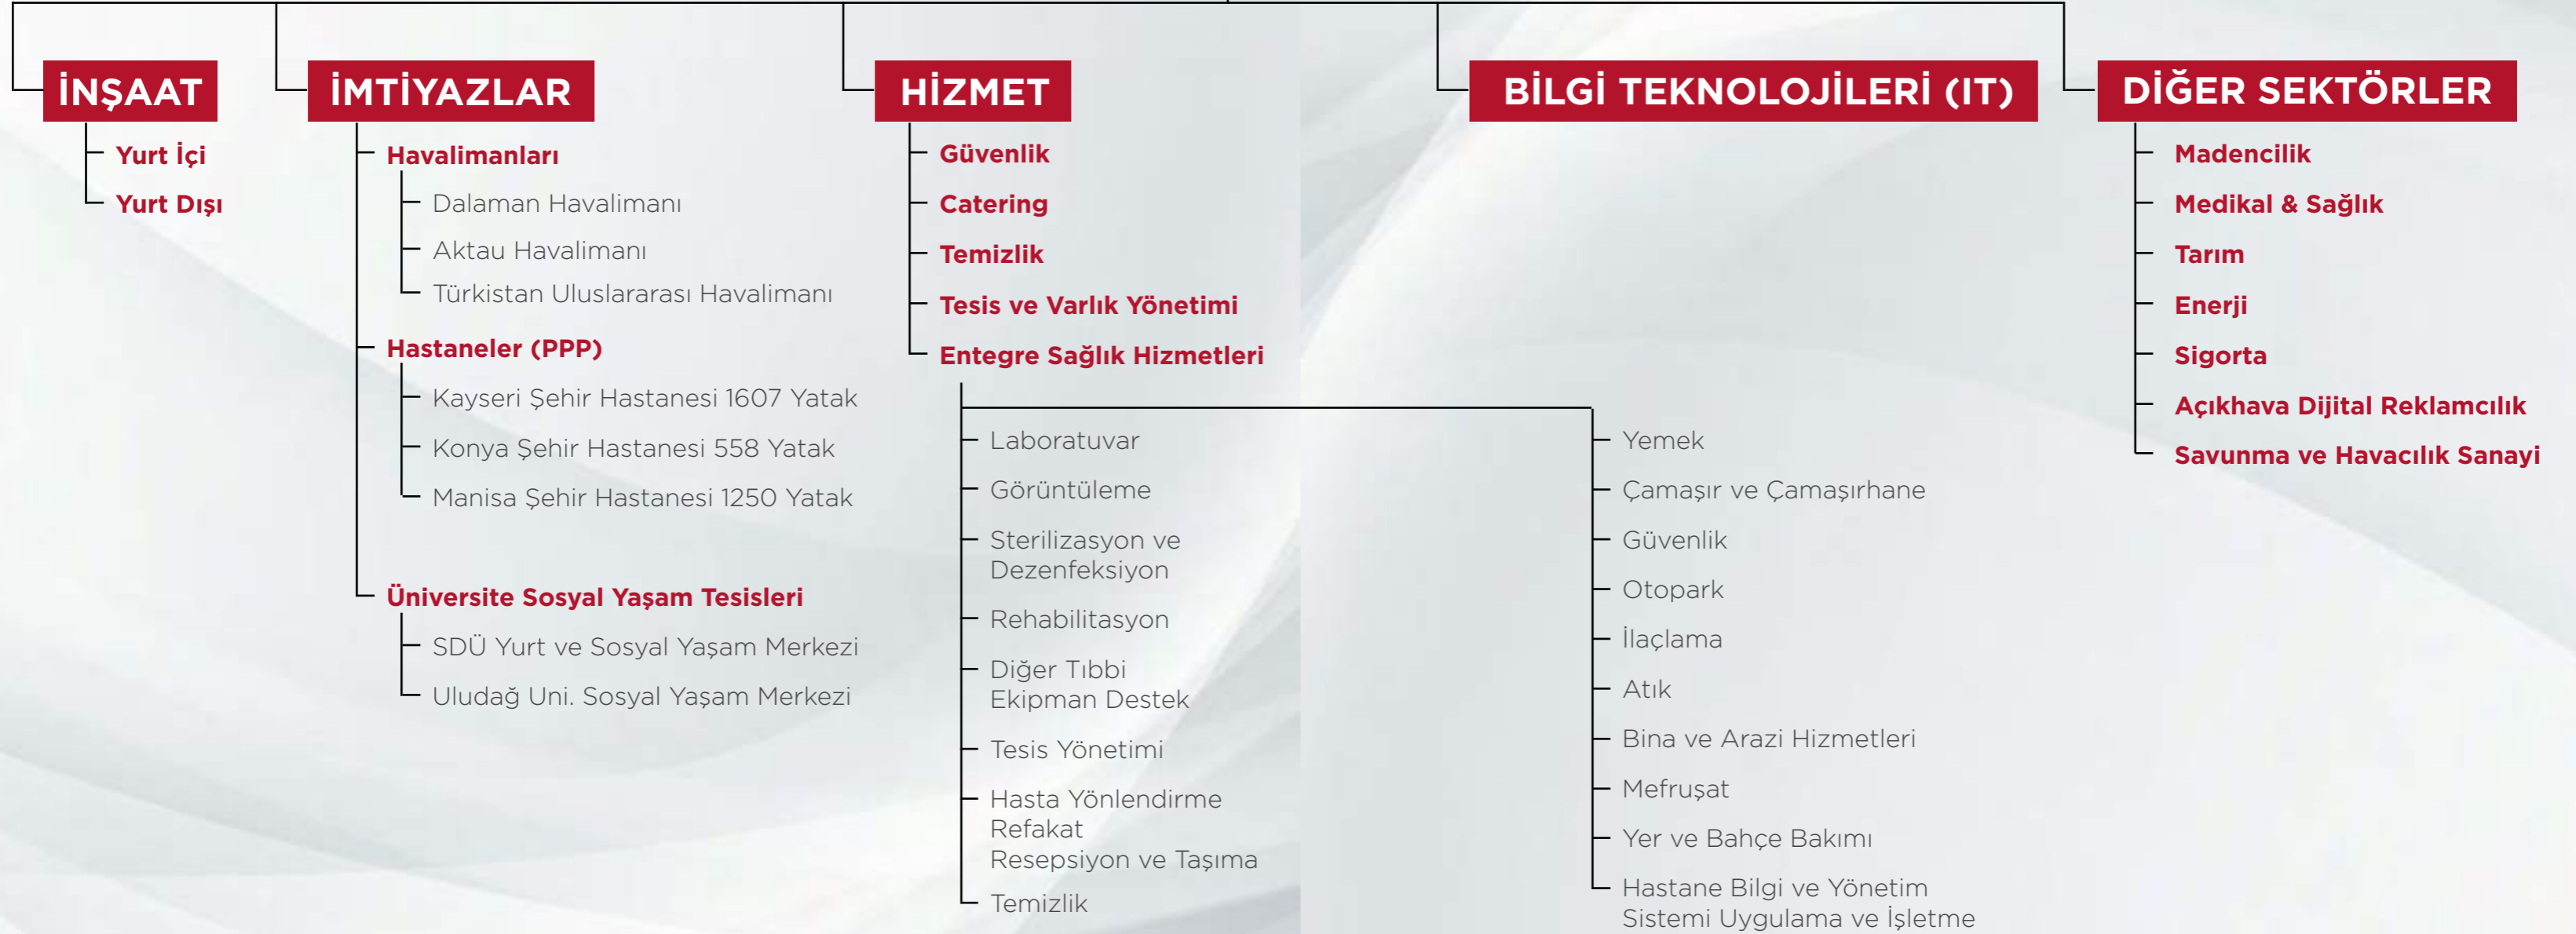 İNŞAAT
Yurt İçi
Yurt Dışı
İMTİYAZLAR
Havalimanları
Dalaman Havalimanı
Aktau Havalimanı
Türkistan Uluslararası Havalimanı
Hastaneler (PPP)
Kayseri Şehir Hastanesi 1607 Yatak
Konya Şehir Hastanesi 558 Yatak
Manisa Şehir Hastanesi 1250 Yatak
Üniversite Sosyal Yaşam Tesisleri
SDÜ Yurt ve Sosyal Yaşam Merkezi
Uludağ Uni. Sosyal Yaşam Merkezi
HİZMET
Güvenlik
Catering
Temizlik
Tesis ve Varlık Yönetimi
Entegre Sağlık Hizmetleri
Laboratuvar
Görüntüleme
Sterilizasyon ve
Dezenfeksiyon
Rehabilitasyon
Diğer Tıbbi
Ekipman Destek
Tesis Yönetimi
Hasta Yönlendirme
Refakat
Resepsiyon ve Taşıma
Temizlik
Yemek
Çamaşır ve Çamaşırhane
Güvenlik
Otopark
İlaçlama
Atık
Bina ve Arazi Hizmetleri
Mefruşat
Yer ve Bahçe Bakımı
Hastane Bilgi ve Yönetim
Sistemi Uygulama ve İşletme
BİLGİ TEKNOLOJİLERİ (IT)
DİĞER SEKTÖRLER
Madencilik
Medikal & Sağlık
Tarım
Enerji
Sigorta
Açıkhava Dijital Reklamcılık
Savunma ve Havacılık Sanayi